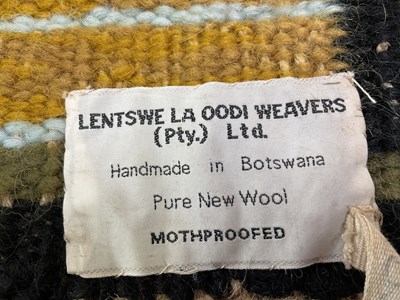 LENTSWE LA OODI WEAVERS
(Pty.) Ltd.
Handmade in Botswana
Pure New Wool
MOTHPROOFED